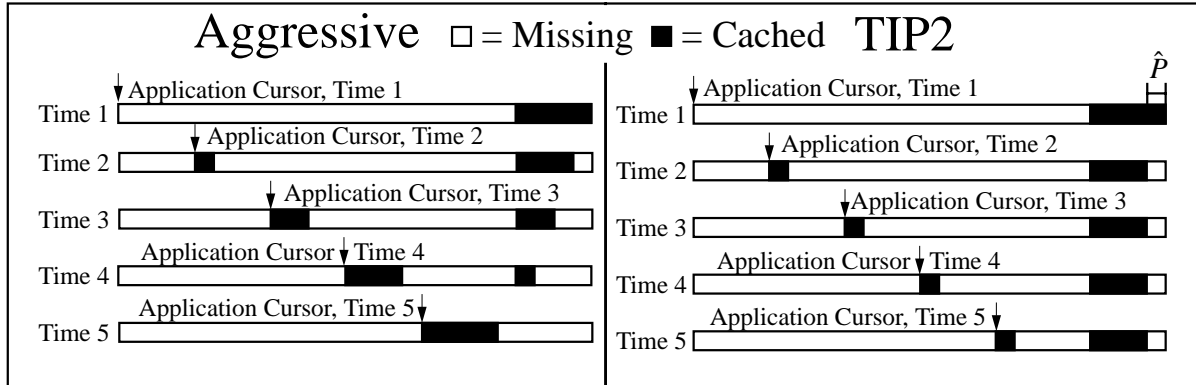 Aggressive □ = Missing ■ = Cached TIP2
Application Cursor, Time 1
Time 1
Application Cursor, Time 2
Time 2
Application Cursor, Time 3
Time 3
Application Cursor Time 4
Time 4
Application Cursor, Time 5
Time 5
P̂
Application Cursor, Time 1
Time 1
Application Cursor, Time 2
Time 2
Application Cursor, Time 3
Time 3
Application Cursor Time 4
Time 4
Application Cursor, Time 5
Time 5